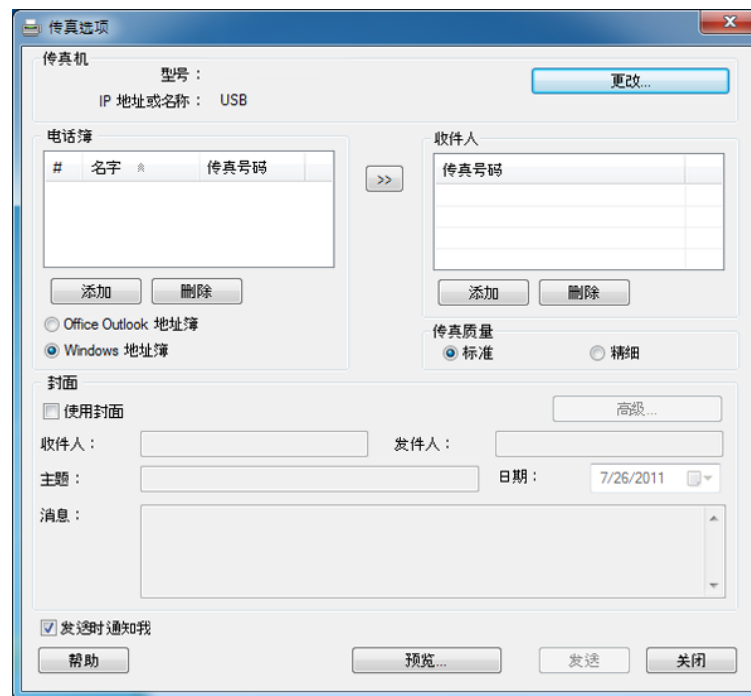 传真选项
传真机
型号：
更改...
IP 地址或名称： USB
电话簿
# 名字 传真号码
>>
添加 删除
Office Outlook 地址簿
Windows 地址簿
收件人
传真号码
添加 删除
传真质量
标准 精细
封面
使用封面
高级...
收件人： 发件人：
主题： 日期： 7/26/2011
消息：
发送时通知我
帮助 预览... 发送 关闭